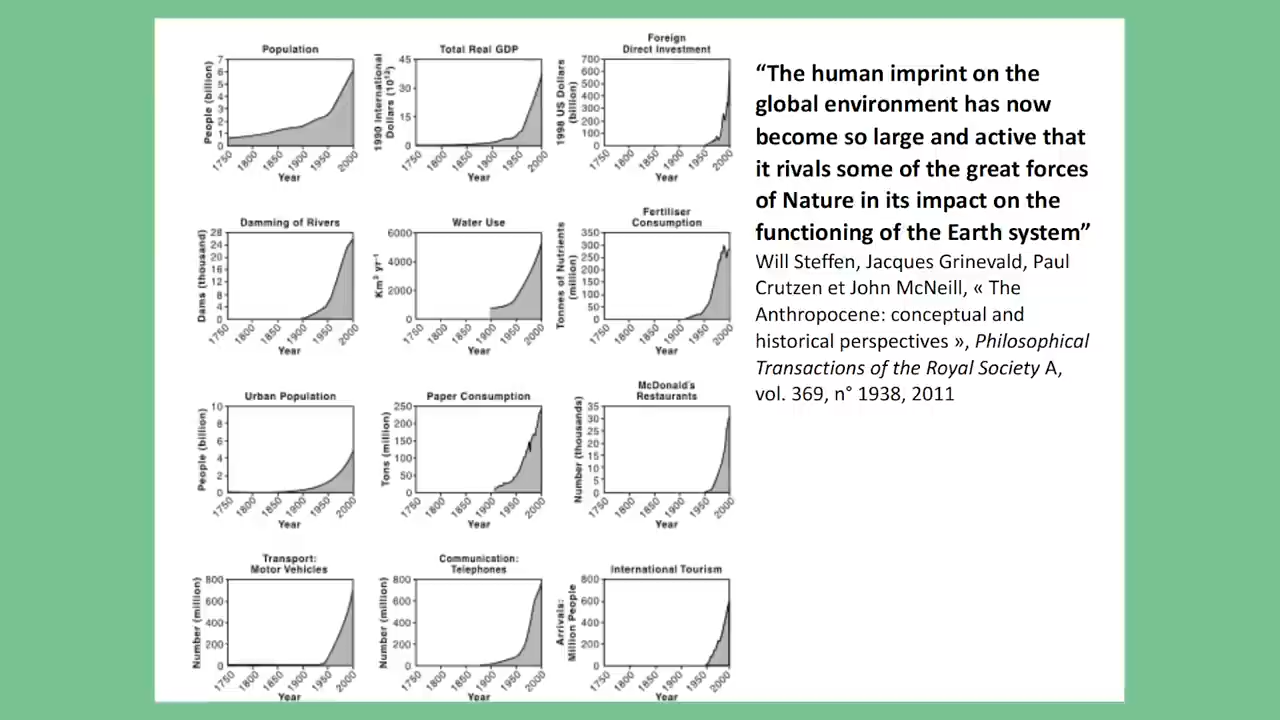 Population
People (billion)
7
6
5
4
3
2
1
0
1750
1800
1850
1900
1950
2000
Year
Total Real GDP
1990 International
Dollars (10¹²)
45
30
15
0
1750
1800
1850
1900
1950
2000
Year
Foreign
Direct Investment
1998 US Dollars
(billion)
700
600
500
400
300
200
100
0
1750
1800
1850
1900
1950
2000
Year
Damming of Rivers
Dams (thousand)
28
24
20
16
12
8
4
0
1750
1800
1850
1900
1950
2000
Year
Water Use
Km³ yr⁻¹
6000
4000
2000
0
1750
1800
1850
1900
1950
2000
Year
Fertiliser
Consumption
Tonnes of Nutrients
(million)
350
300
250
200
150
100
50
0
1750
1800
1850
1900
1950
2000
Year
Urban Population
People (billion)
10
8
6
4
2
0
1750
1800
1850
1900
1950
2000
Year
Paper Consumption
Tons (million)
250
200
150
100
50
0
1750
1800
1850
1900
1950
2000
Year
McDonald's
Restaurants
Number (thousands)
35
30
25
20
15
10
5
0
1750
1800
1850
1900
1950
2000
Year
Transport:
Motor Vehicles
Number (million)
800
600
400
200
0
1750
1800
1850
1900
1950
2000
Year
Communication:
Telephones
Number (million)
800
600
400
200
0
1750
1800
1850
1900
1950
2000
Year
International Tourism
Arrivals:
Million People
800
600
400
200
0
1750
1800
1850
1900
1950
2000
Year
“The human imprint on the
global environment has now
become so large and active that
it rivals some of the great forces
of Nature in its impact on the
functioning of the Earth system”
Will Steffen, Jacques Grinevald, Paul
Crutzen et John McNeill, « The
Anthropocene: conceptual and
historical perspectives », Philosophical
Transactions of the Royal Society A,
vol. 369, n° 1938, 2011